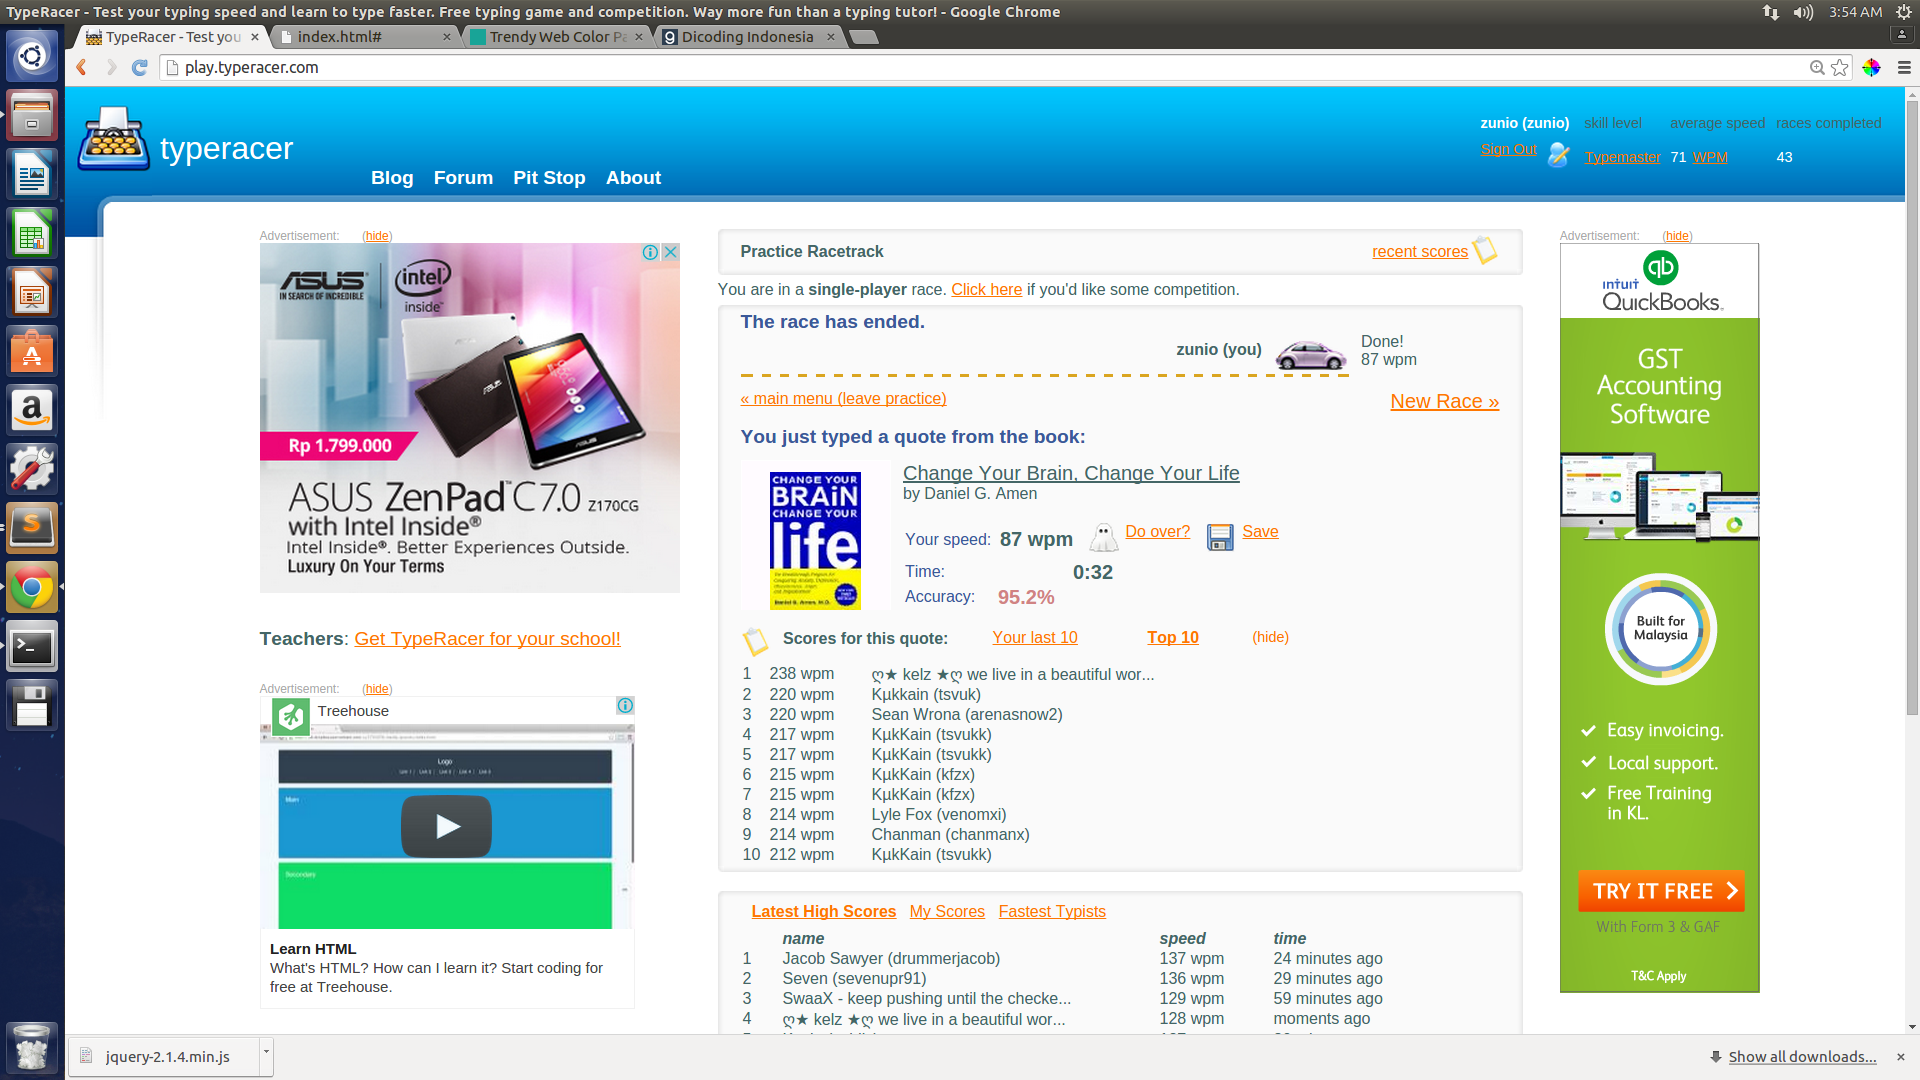 TypeRacer - Test your typing speed and learn to type faster. Free typing game and competition. Way more fun than a typing tutor! - Google Chrome
3:54 AM
TypeRacer - Test you
index.html#
Trendy Web Color Pa
Dicoding Indonesia
play.typeracer.com
typeracer
Blog Forum Pit Stop About
zunio (zunio) skill level average speed races completed
Sign Out Typemaster 71 WPM 43
Advertisement: (hide)
ASUS
IN SEARCH OF INCREDIBLE
intel
inside™
Rp 1.799.000
ASUS ZenPad™ C7.0 Z170CG
with Intel Inside®
Intel Inside®. Better Experiences Outside.
Luxury On Your Terms
Teachers: Get TypeRacer for your school!
Advertisement: (hide)
Treehouse
Logo
Main
Secondary
Learn HTML
What's HTML? How can I learn it? Start coding for
free at Treehouse.
Practice Racetrack
recent scores
You are in a single-player race. Click here if you'd like some competition.
The race has ended.
zunio (you)
Done!
87 wpm
« main menu (leave practice)
New Race »
You just typed a quote from the book:
CHANGE YOUR
BRAiN
CHANGE YOUR
life
Daniel G. Amen, M.D.
Change Your Brain, Change Your Life
by Daniel G. Amen
Your speed: 87 wpm Do over? Save
Time: 0:32
Accuracy: 95.2%
Scores for this quote: Your last 10 Top 10 (hide)
1 238 wpm ღ★ kelz ★ღ we live in a beautiful wor...
2 220 wpm Kµkkain (tsvuk)
3 220 wpm Sean Wrona (arenasnow2)
4 217 wpm KµkKain (tsvukk)
5 217 wpm KµkKain (tsvukk)
6 215 wpm KµkKain (kfzx)
7 215 wpm KµkKain (kfzx)
8 214 wpm Lyle Fox (venomxi)
9 214 wpm Chanman (chanmanx)
10 212 wpm KµkKain (tsvukk)
Latest High Scores My Scores Fastest Typists
name speed time
1 Jacob Sawyer (drummerjacob) 137 wpm 24 minutes ago
2 Seven (sevenupr91) 136 wpm 29 minutes ago
3 SwaaX - keep pushing until the checke... 129 wpm 59 minutes ago
4 ღ★ kelz ★ღ we live in a beautiful wor... 128 wpm moments ago
Advertisement: (hide)
qb
intuit
QuickBooks.
GST
Accounting
Software
Built for
Malaysia
Easy invoicing.
Local support.
Free Training
in KL.
TRY IT FREE
With Form 3 & GAF
T&C Apply
jquery-2.1.4.min.js
Show all downloads...